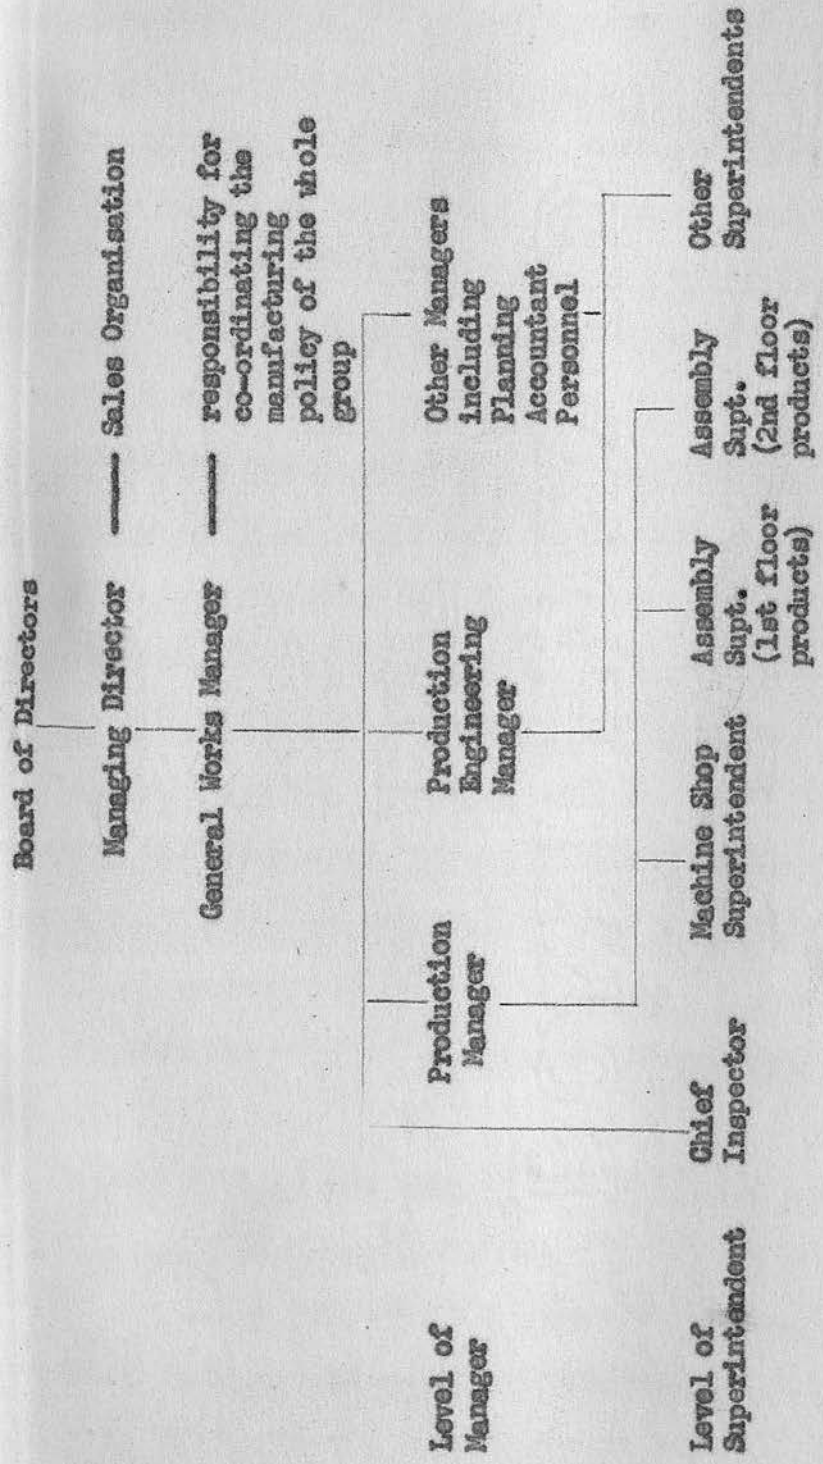 Board of Directors
Managing Director — Sales Organisation
General Works Manager — responsibility for
co-ordinating the
manufacturing
policy of the whole
group
Level of
Manager
Production
Manager
Production
Engineering
Manager
Other Managers
including
Planning
Accountant
Personnel
Level of
Superintendent
Chief
Inspector
Machine Shop
Superintendent
Assembly
Supt.
(1st floor
products)
Assembly
Supt.
(2nd floor
products)
Other
Superintendents